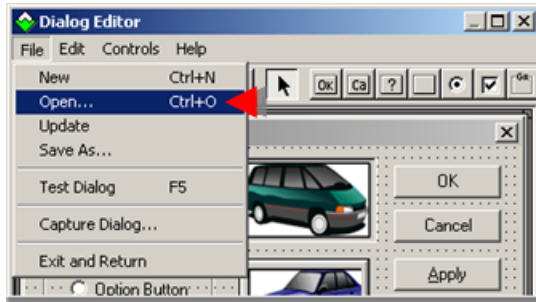 Dialog Editor
File Edit Controls Help
New Ctrl+N
Open... Ctrl+O
Update
Save As...
Test Dialog F5
Capture Dialog...
Exit and Return
OK Ca ?
OK
Cancel
Apply
Option Button